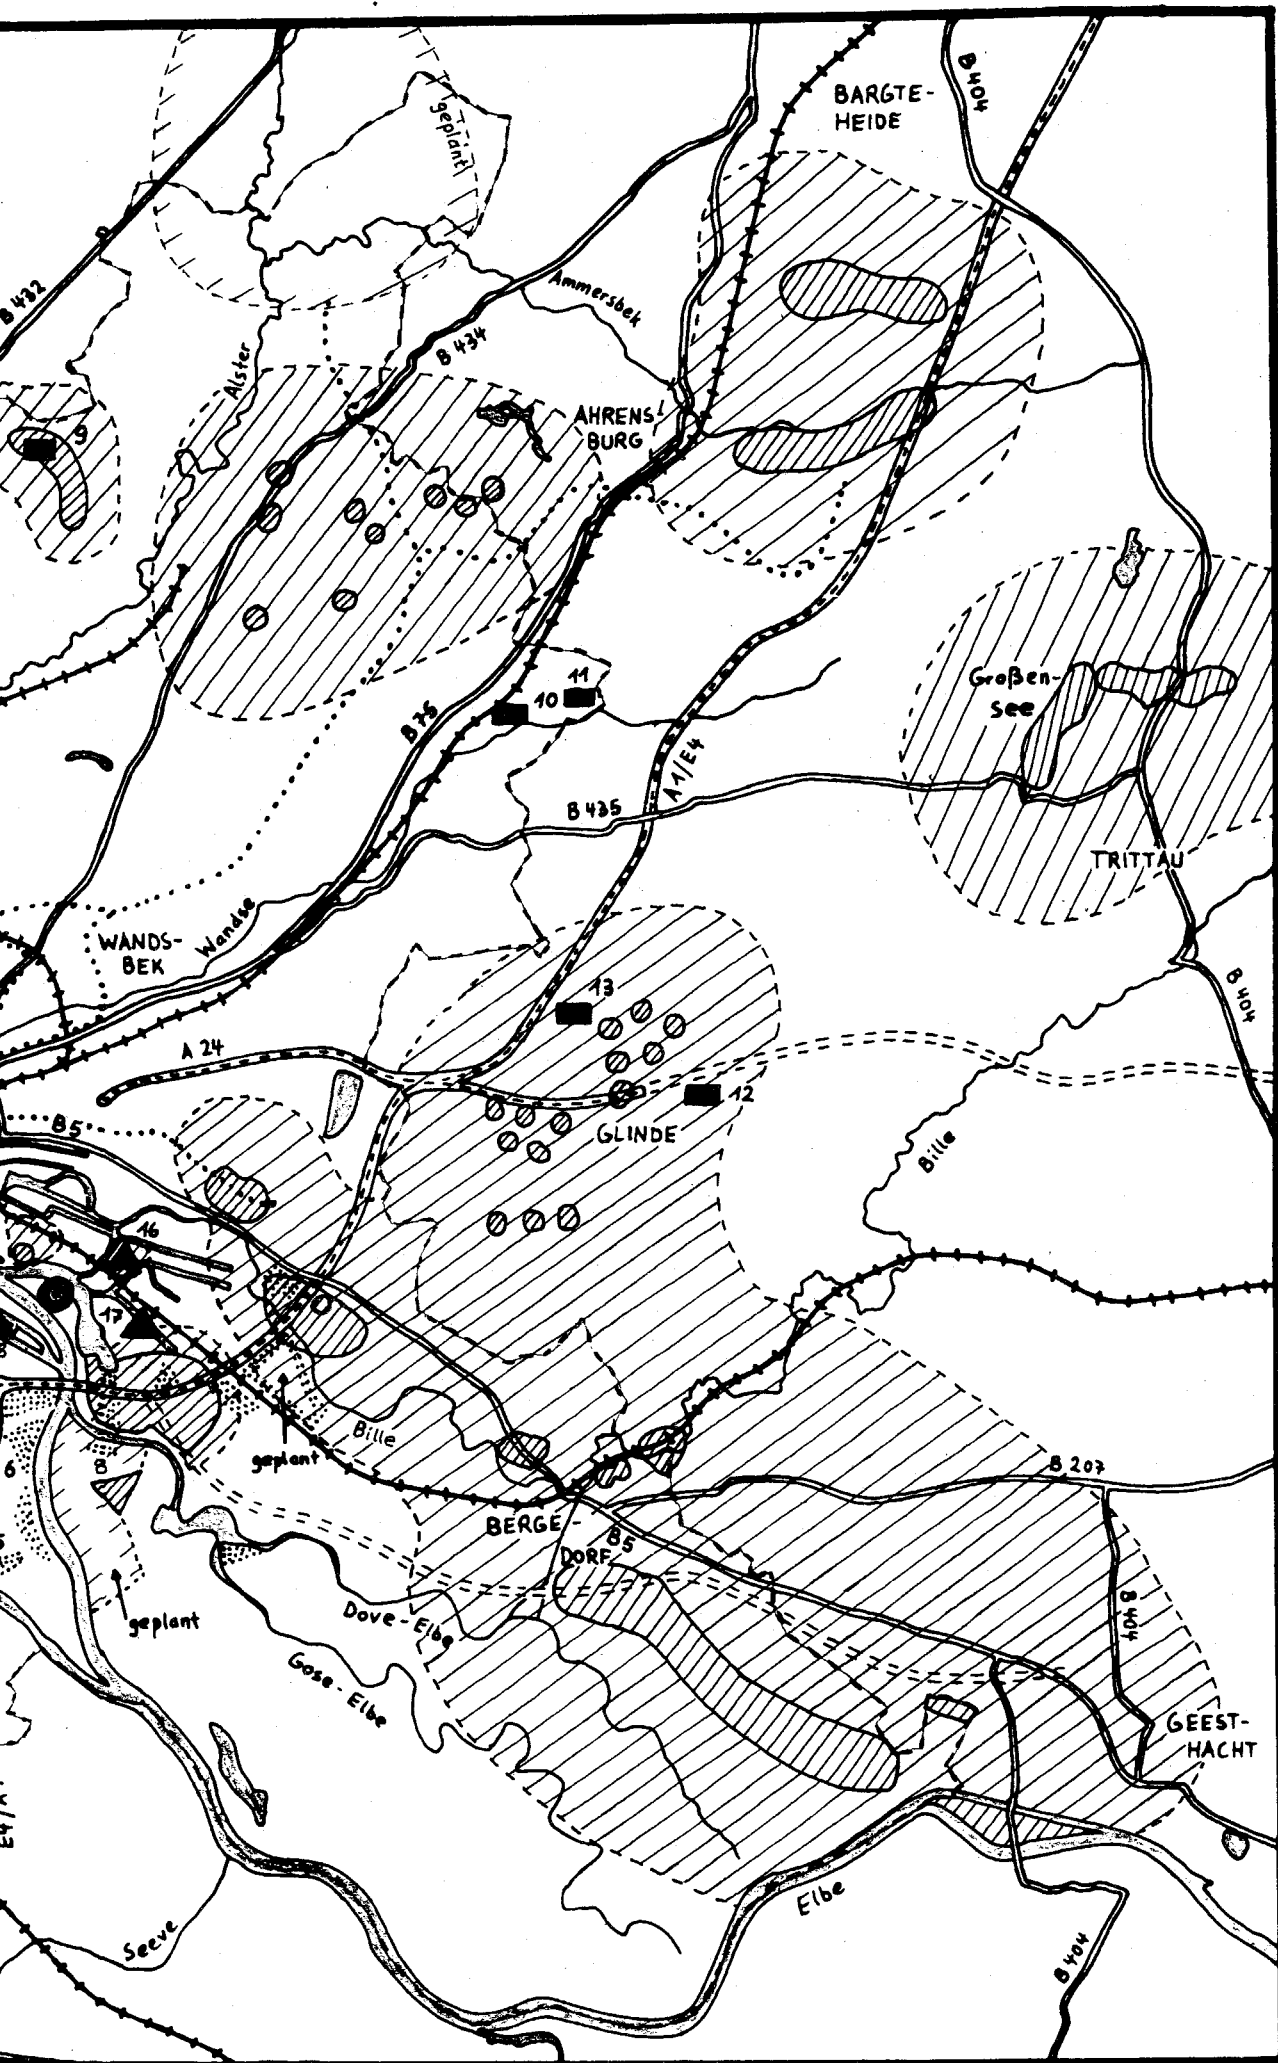 BARGTE-
HEIDE
B 404
geplant
B 432
Ammersbek
B 434
Alster
AHRENS-
BURG
9
11
10
Großen-
see
B 75
A1/E4
B 435
TRITTAU
WANDS-
BEK
Wandse
13
B 404
A 24
12
B5
GLINDE
Bille
16
17
Bille
geplant
6
8
B 207
BERGE-
DORF
B5
B 404
geplant
Dove-Elbe
Gose-Elbe
GEEST-
HACHT
Elbe
Seeve
B 404